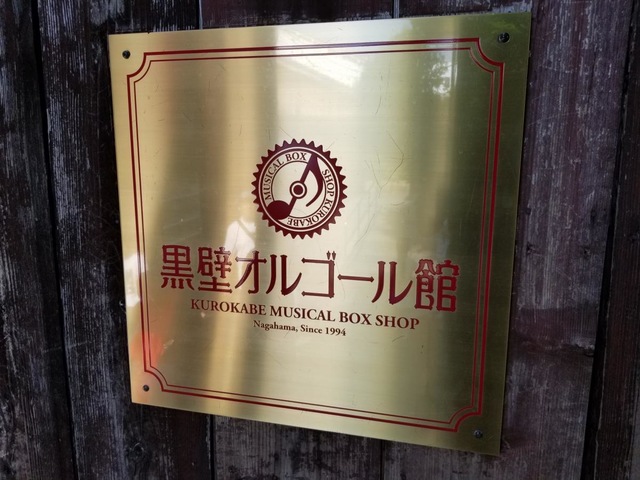 MUSICAL BOX
SHOP KUROKABE
黒壁オルゴール館
KUROKABE MUSICAL BOX SHOP
Nagahama, Since 1994